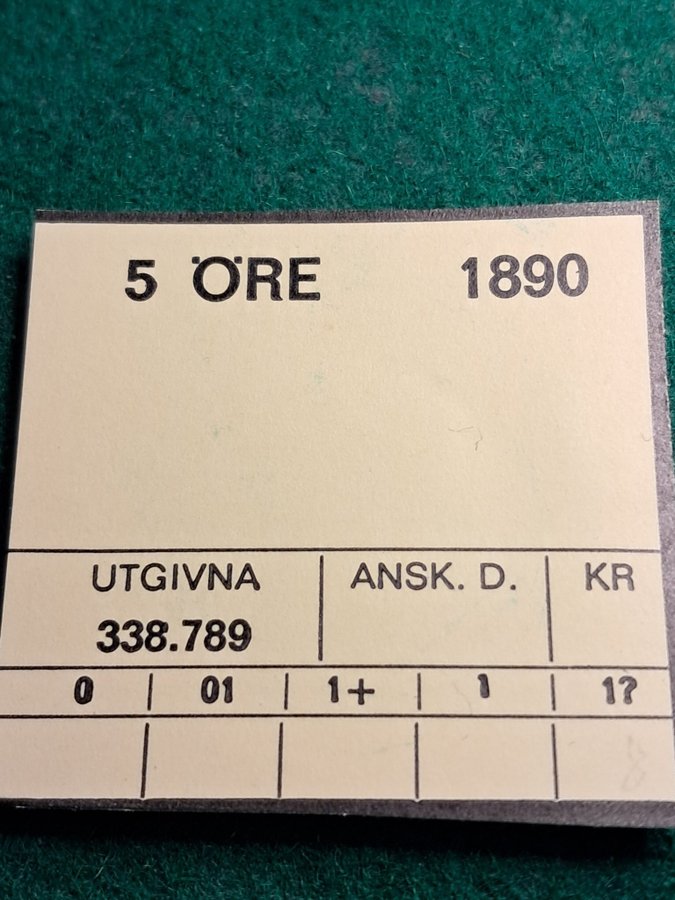 5 ÖRE 1890
UTGIVNA ANSK. D. KR
338.789
0 01 1+ 1 1?